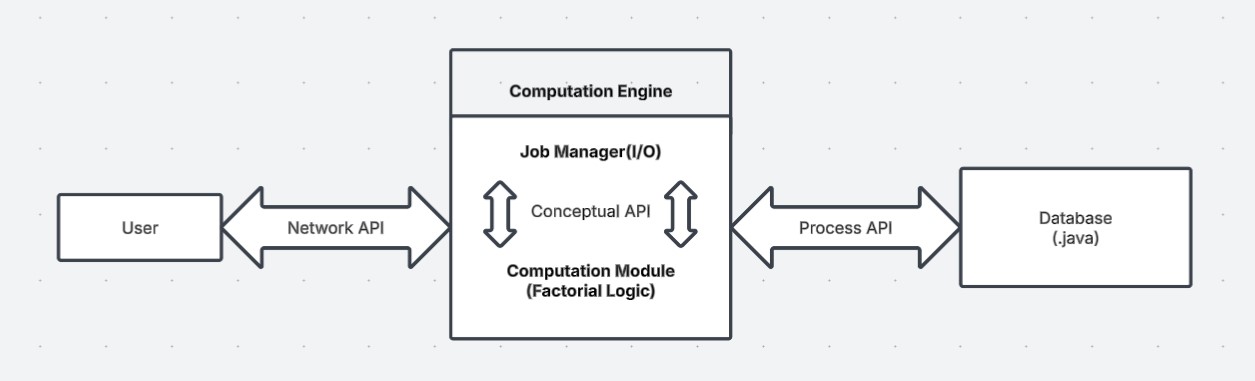 Computation Engine
Job Manager(I/O)
Conceptual API
Computation Module
(Factorial Logic)
User
Network API
Process API
Database
(.java)